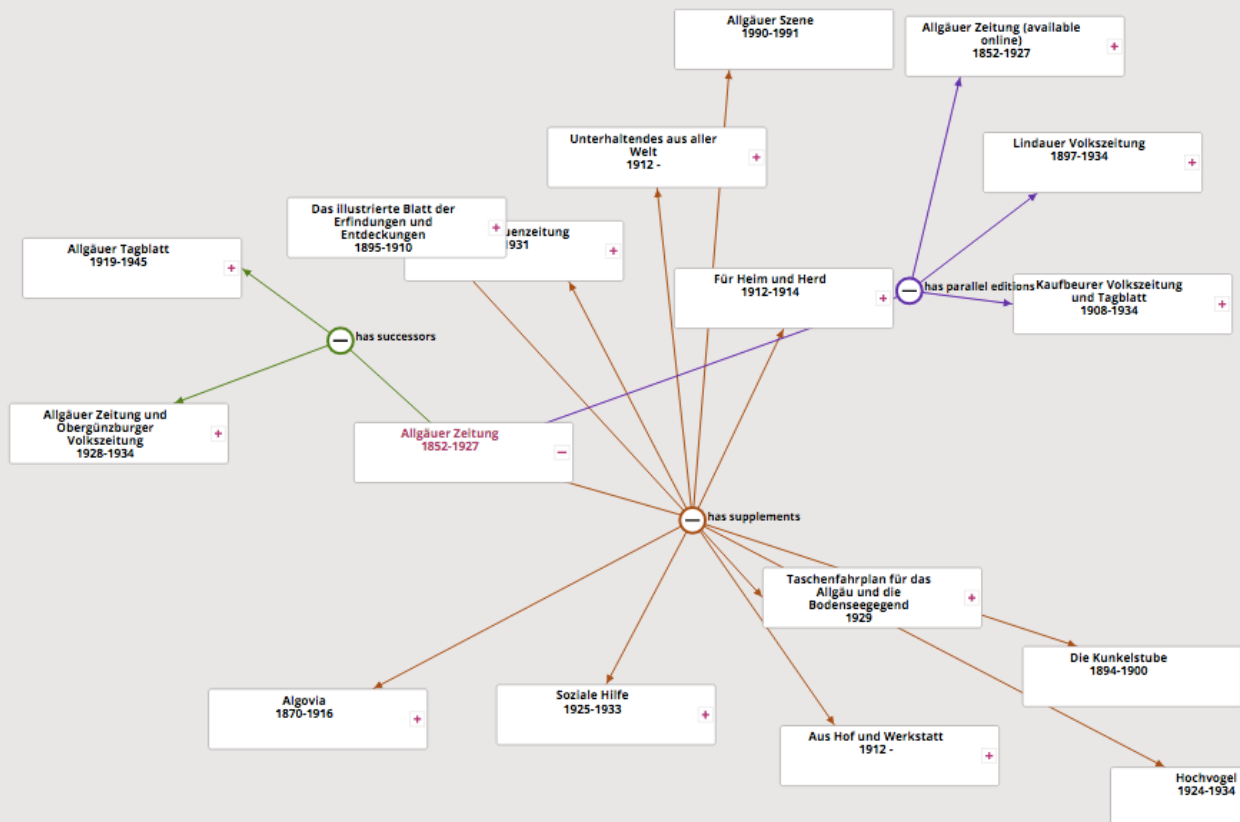 Allgäuer Szene
1990-1991
Allgäuer Zeitung (available
online)
1852-1927
+
Unterhaltendes aus aller
Welt
1912 -
+
Lindauer Volkszeitung
1897-1934
+
Das illustrierte Blatt der
Erfindungen und
Entdeckungen
1895-1910
+
uenzeitung
1931
+
Allgäuer Tagblatt
1919-1945
+
Für Heim und Herd
1912-1914
+
has parallel editions
Kaufbeurer Volkszeitung
und Tagblatt
1908-1934
+
has successors
Allgäuer Zeitung und
Obergünzburger
Volkszeitung
1928-1934
+
Allgäuer Zeitung
1852-1927
−
has supplements
Taschenfahrplan für das
Allgäu und die
Bodenseegegend
1929
+
Die Kunkelstube
1894-1900
Algovia
1870-1916
+
Soziale Hilfe
1925-1933
+
Aus Hof und Werkstatt
1912 -
+
Hochvogel
1924-1934